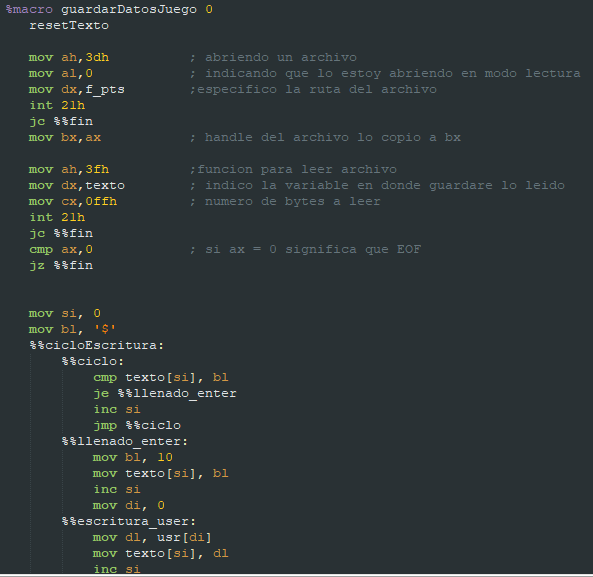 %macro guardarDatosJuego 0
resetTexto
mov ah,3dh ; abriendo un archivo
mov al,0 ; indicando que lo estoy abriendo en modo lectura
mov dx,f_pts ;especifico la ruta del archivo
int 21h
jc %%fin
mov bx,ax ; handle del archivo lo copio a bx
mov ah,3fh ;funcion para leer archivo
mov dx,texto ; indico la variable en donde guardare lo leido
mov cx,0ffh ; numero de bytes a leer
int 21h
jc %%fin
cmp ax,0 ; si ax = 0 significa que EOF
jz %%fin
mov si, 0
mov bl, '$'
%%cicloEscritura:
%%ciclo:
cmp texto[si], bl
je %%llenado_enter
inc si
jmp %%ciclo
%%llenado_enter:
mov bl, 10
mov texto[si], bl
inc si
mov di, 0
%%escritura_user:
mov dl, usr[di]
mov texto[si], dl
inc si